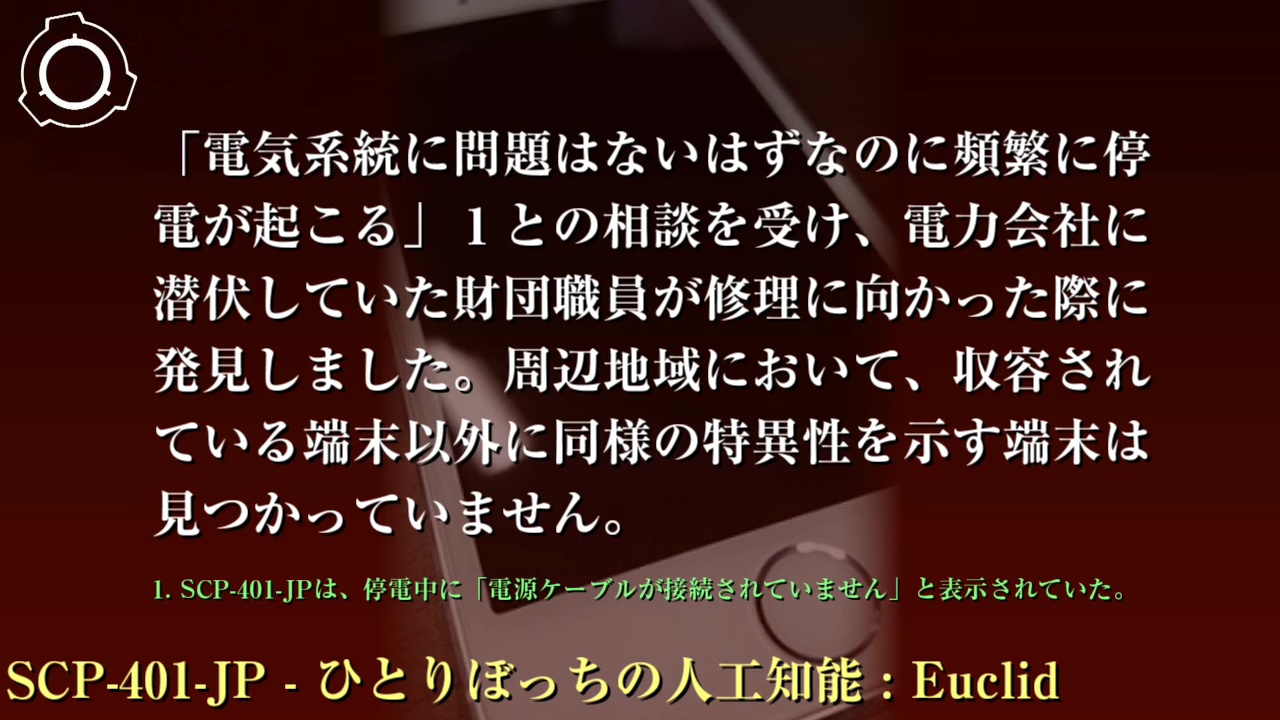 「電気系統に問題はないはずなのに頻繁に停
電が起こる」１との相談を受け、電力会社に
潜伏していた財団職員が修理に向かった際に
発見しました。周辺地域において、収容され
ている端末以外に同様の特異性を示す端末は
見つかっていません。
1. SCP-401-JPは、停電中に「電源ケーブルが接続されていません」と表示されていた。
SCP-401-JP - ひとりぼっちの人工知能 : Euclid